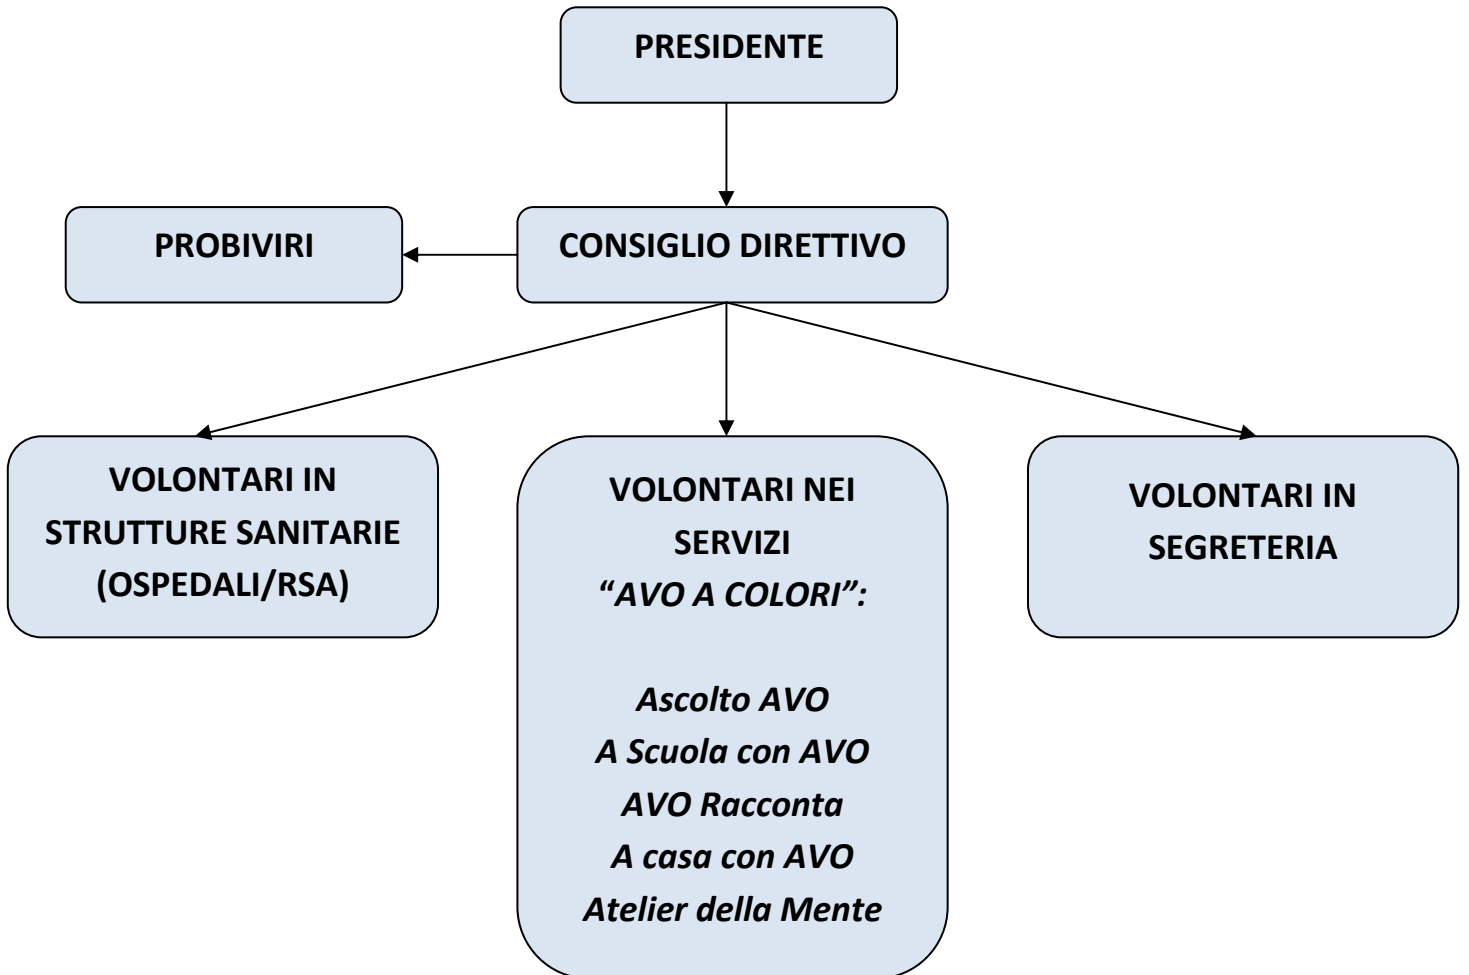 PRESIDENTE
PROBIVIRI
CONSIGLIO DIRETTIVO
VOLONTARI IN
STRUTTURE SANITARIE
(OSPEDALI/RSA)
VOLONTARI NEI
SERVIZI
“AVO A COLORI”:
Ascolto AVO
A Scuola con AVO
AVO Racconta
A casa con AVO
Atelier della Mente
VOLONTARI IN
SEGRETERIA